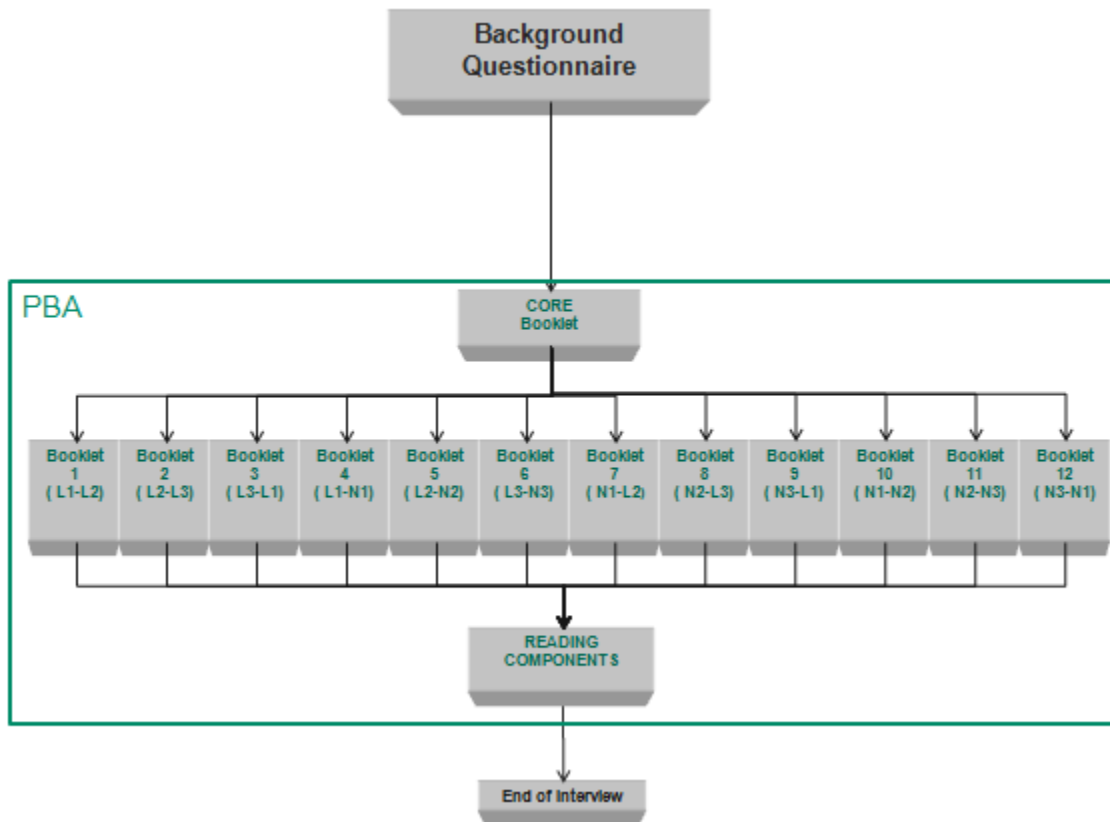 Background
Questionnaire
PBA
CORE
Booklet
Booklet
1
( L1-L2)
Booklet
2
( L2-L3)
Booklet
3
( L3-L1)
Booklet
4
( L1-N1)
Booklet
5
( L2-N2)
Booklet
6
( L3-N3)
Booklet
7
( N1-L2)
Booklet
8
( N2-L3)
Booklet
9
( N3-L1)
Booklet
10
( N1-N2)
Booklet
11
( N2-N3)
Booklet
12
( N3-N1)
READING
COMPONENTS
End of Interview